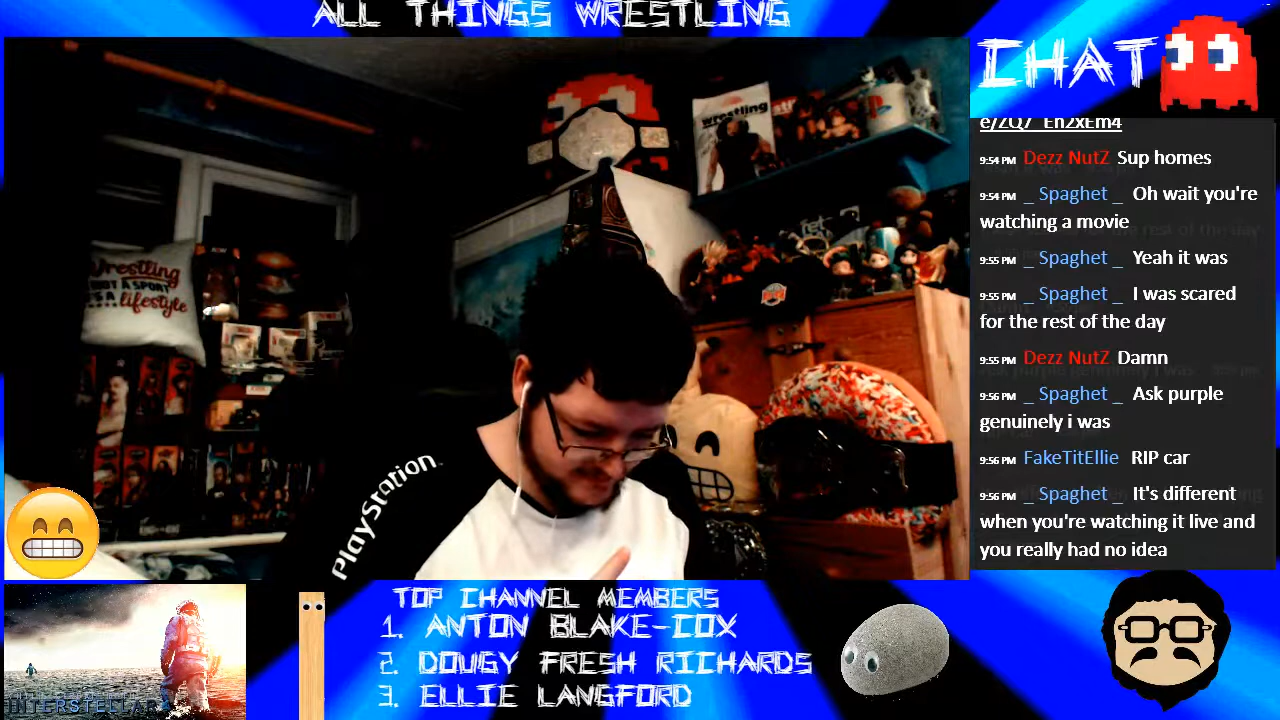 ALL THINGS WRESTLING
CHAT
e/ZQ7_Eh2xEm4
9:54 PM Dezz NutZ Sup homes
9:54 PM _ Spaghet _ Oh wait you're
watching a movie
9:55 PM _ Spaghet _ Yeah it was
9:55 PM _ Spaghet _ I was scared
for the rest of the day
9:55 PM Dezz NutZ Damn
9:56 PM _ Spaghet _ Ask purple
genuinely i was
9:56 PM FakeTitEllie RIP car
9:56 PM _ Spaghet _ It's different
when you're watching it live and
you really had no idea
wrestling
Wrestling
NOT A SPORT
IT'S A lifestyle
PlayStation
INTERSTELLAR
TOP CHANNEL MEMBERS
1. ANTON BLAKE-COX
2. DOUGY FRESH RICHARDS
3. ELLIE LANGFORD